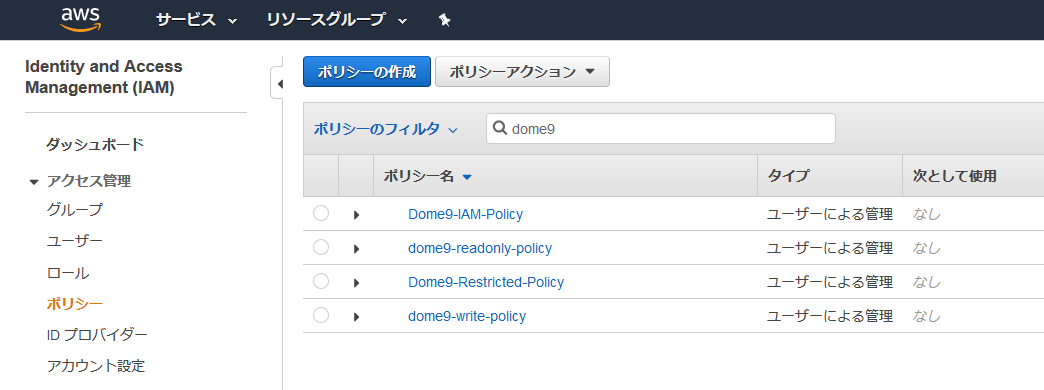 aws サービス リソースグループ
Identity and Access
Management (IAM)
ダッシュボード
アクセス管理
グループ
ユーザー
ロール
ポリシー
ID プロバイダー
アカウント設定
ポリシーの作成 ポリシーアクション
ポリシーのフィルタ dome9
ポリシー名 タイプ 次として使用
Dome9-IAM-Policy ユーザーによる管理 なし
dome9-readonly-policy ユーザーによる管理 なし
Dome9-Restricted-Policy ユーザーによる管理 なし
dome9-write-policy ユーザーによる管理 なし